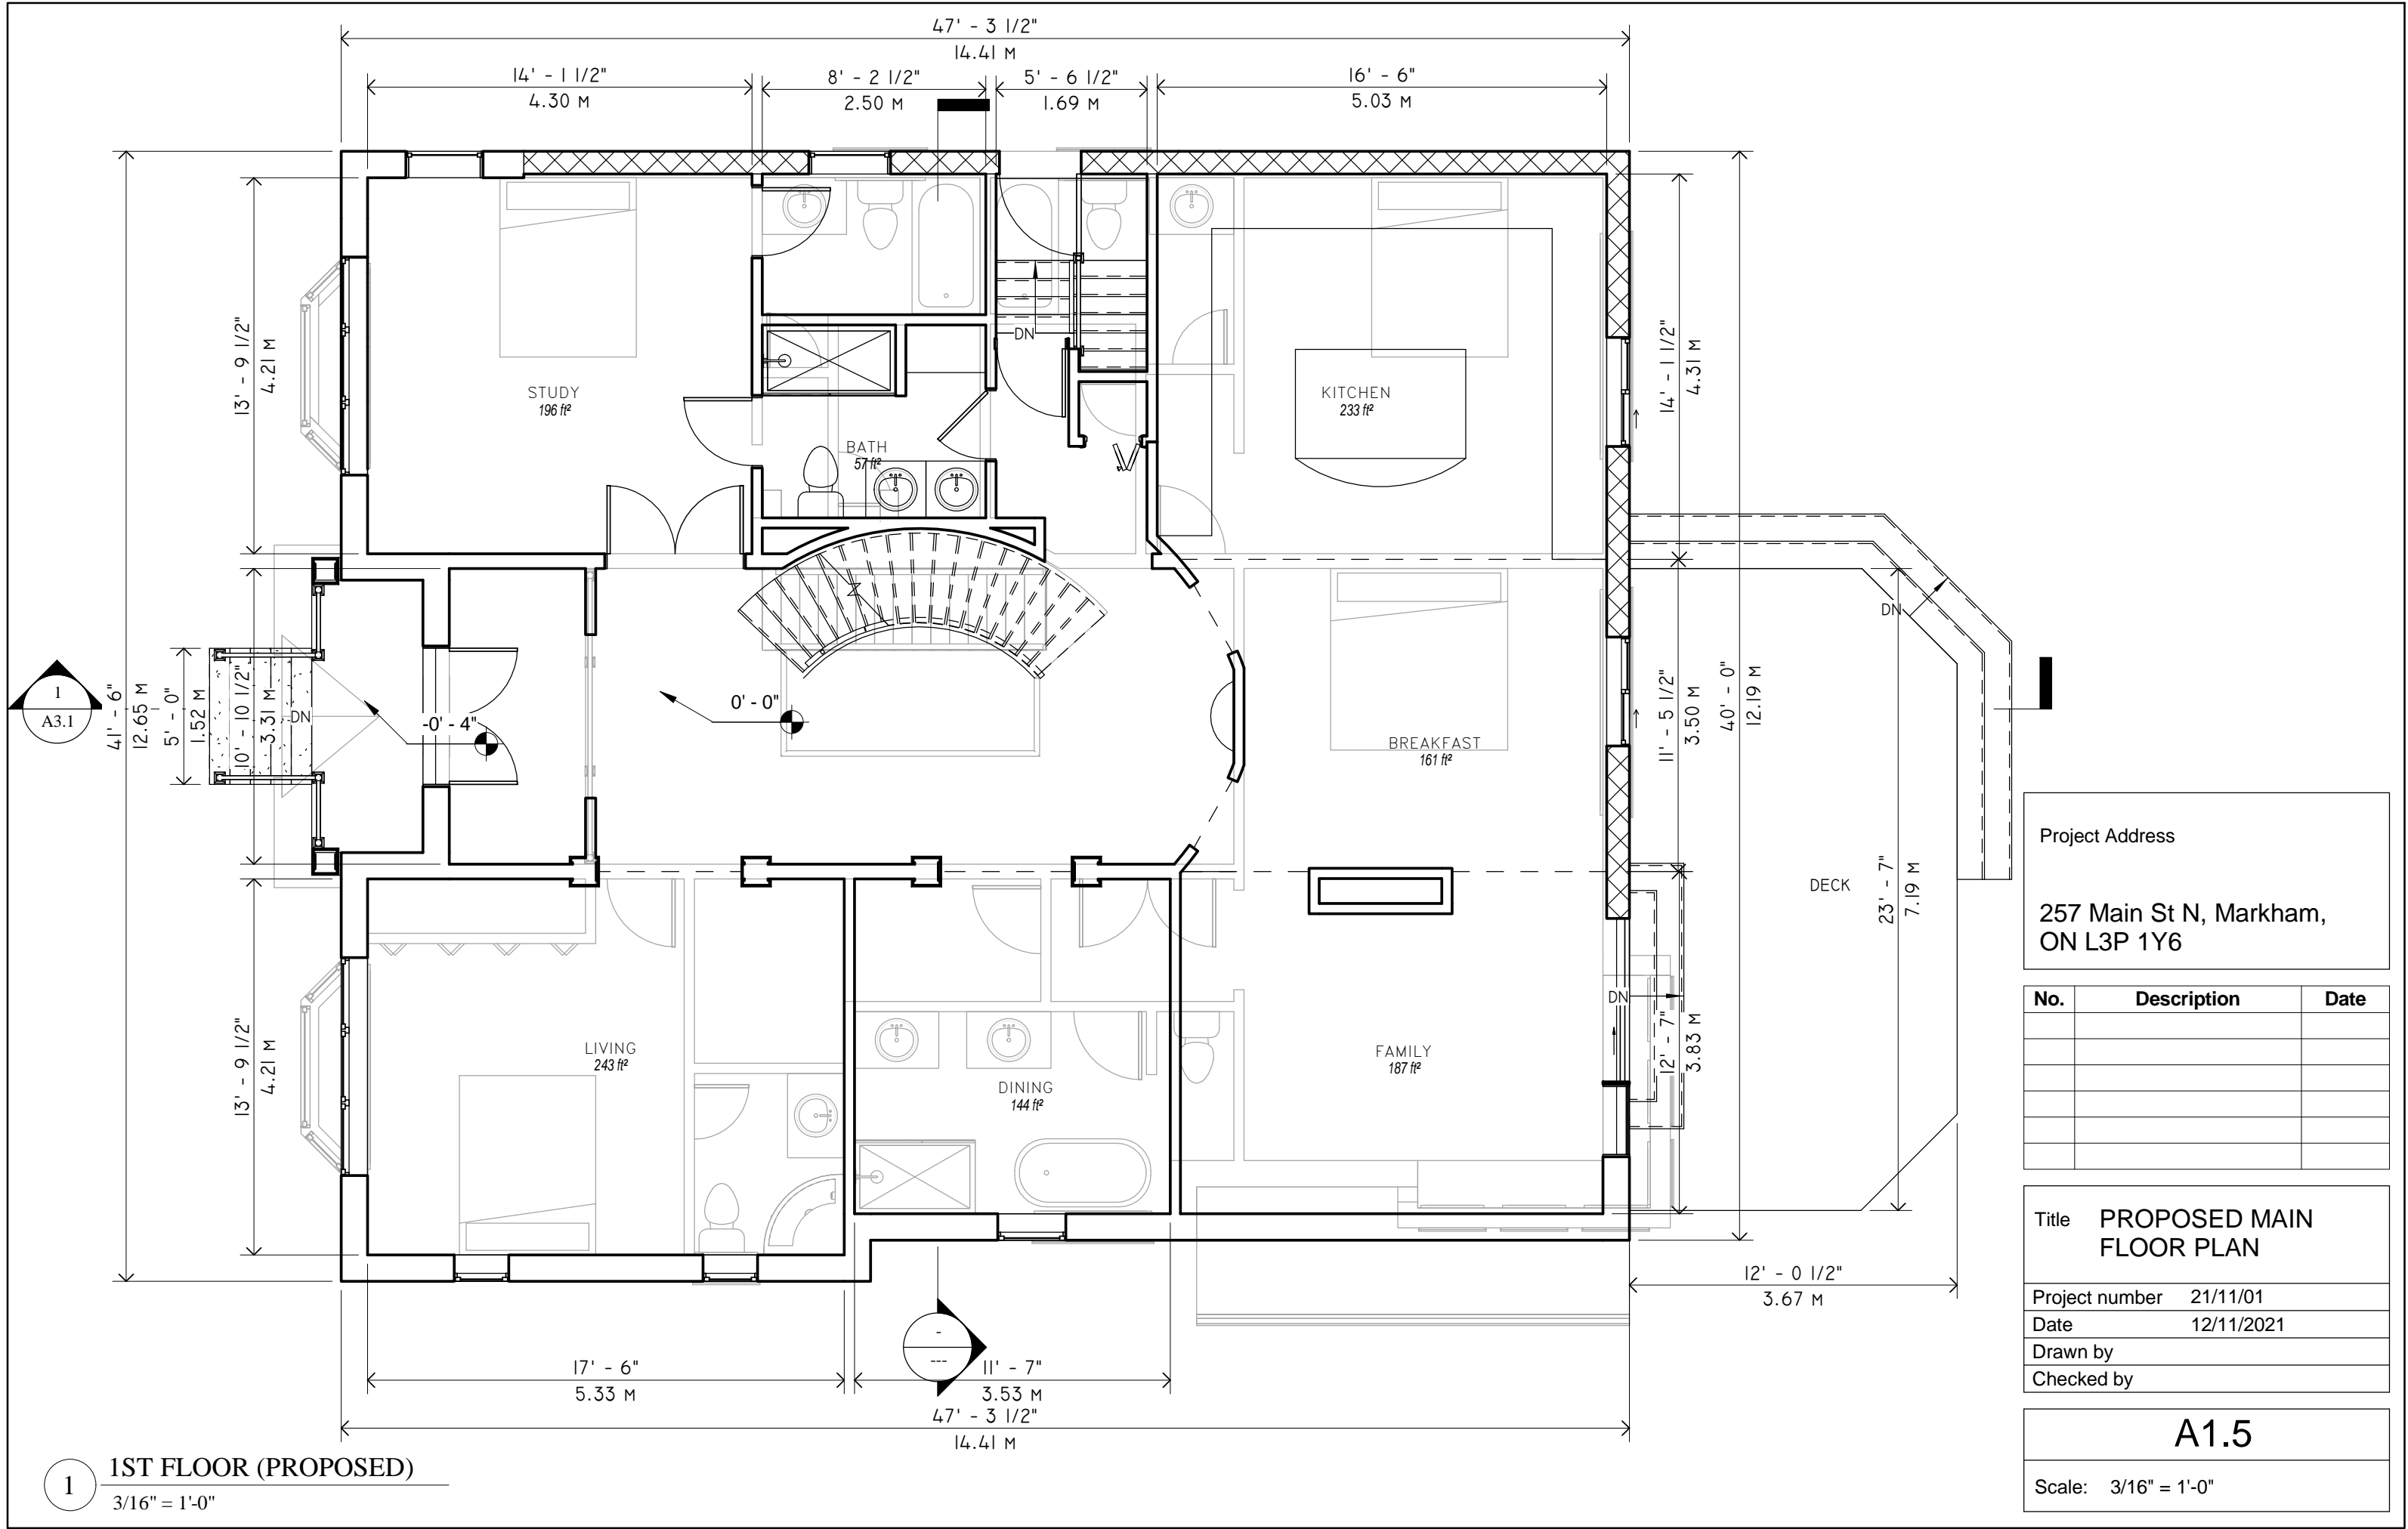 47' - 3 1/2"
14.41 M
14' - 1 1/2"
4.30 M
8' - 2 1/2"
2.50 M
5' - 6 1/2"
1.69 M
16' - 6"
5.03 M
13' - 9 1/2"
4.21 M
STUDY
196 ft²
BATH
57 ft²
DN
KITCHEN
233 ft²
14' - 1 1/2"
4.31 M
1
A3.1
41' - 6"
12.65 M
5' - 0"
1.52 M
10' - 10 1/2"
3.31 M
DN
-0' - 4"
0' - 0"
BREAKFAST
161 ft²
11' - 5 1/2"
3.50 M
40' - 0"
12.19 M
DN
DECK
23' - 7"
7.19 M
13' - 9 1/2"
4.21 M
LIVING
243 ft²
DINING
144 ft²
FAMILY
187 ft²
DN
12' - 7"
3.83 M
12' - 0 1/2"
3.67 M
-
---
17' - 6"
5.33 M
11' - 7"
3.53 M
47' - 3 1/2"
14.41 M
1
1ST FLOOR (PROPOSED)
3/16" = 1'-0"
Project Address
257 Main St N, Markham,
ON L3P 1Y6
No. Description Date
Title PROPOSED MAIN
FLOOR PLAN
Project number 21/11/01
Date 12/11/2021
Drawn by
Checked by
A1.5
Scale: 3/16" = 1'-0"